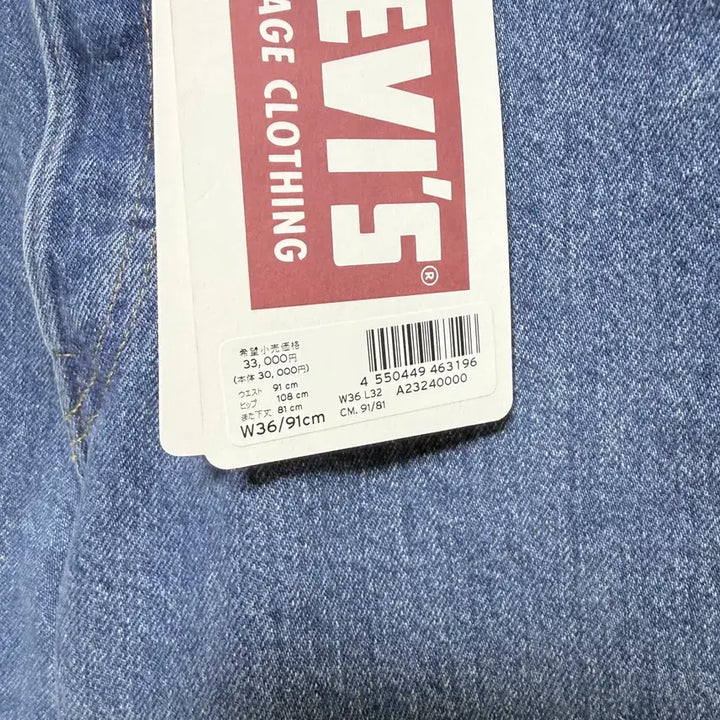 EVI'S®
AGE CLOTHING
希望小売価格
33,000円
(本体 30,000円)
ウエスト 91 cm
ヒップ 108 cm
また下丈 81 cm
W36/91cm
4 550449 463196
W36 L32 A23240000
CM. 91/81